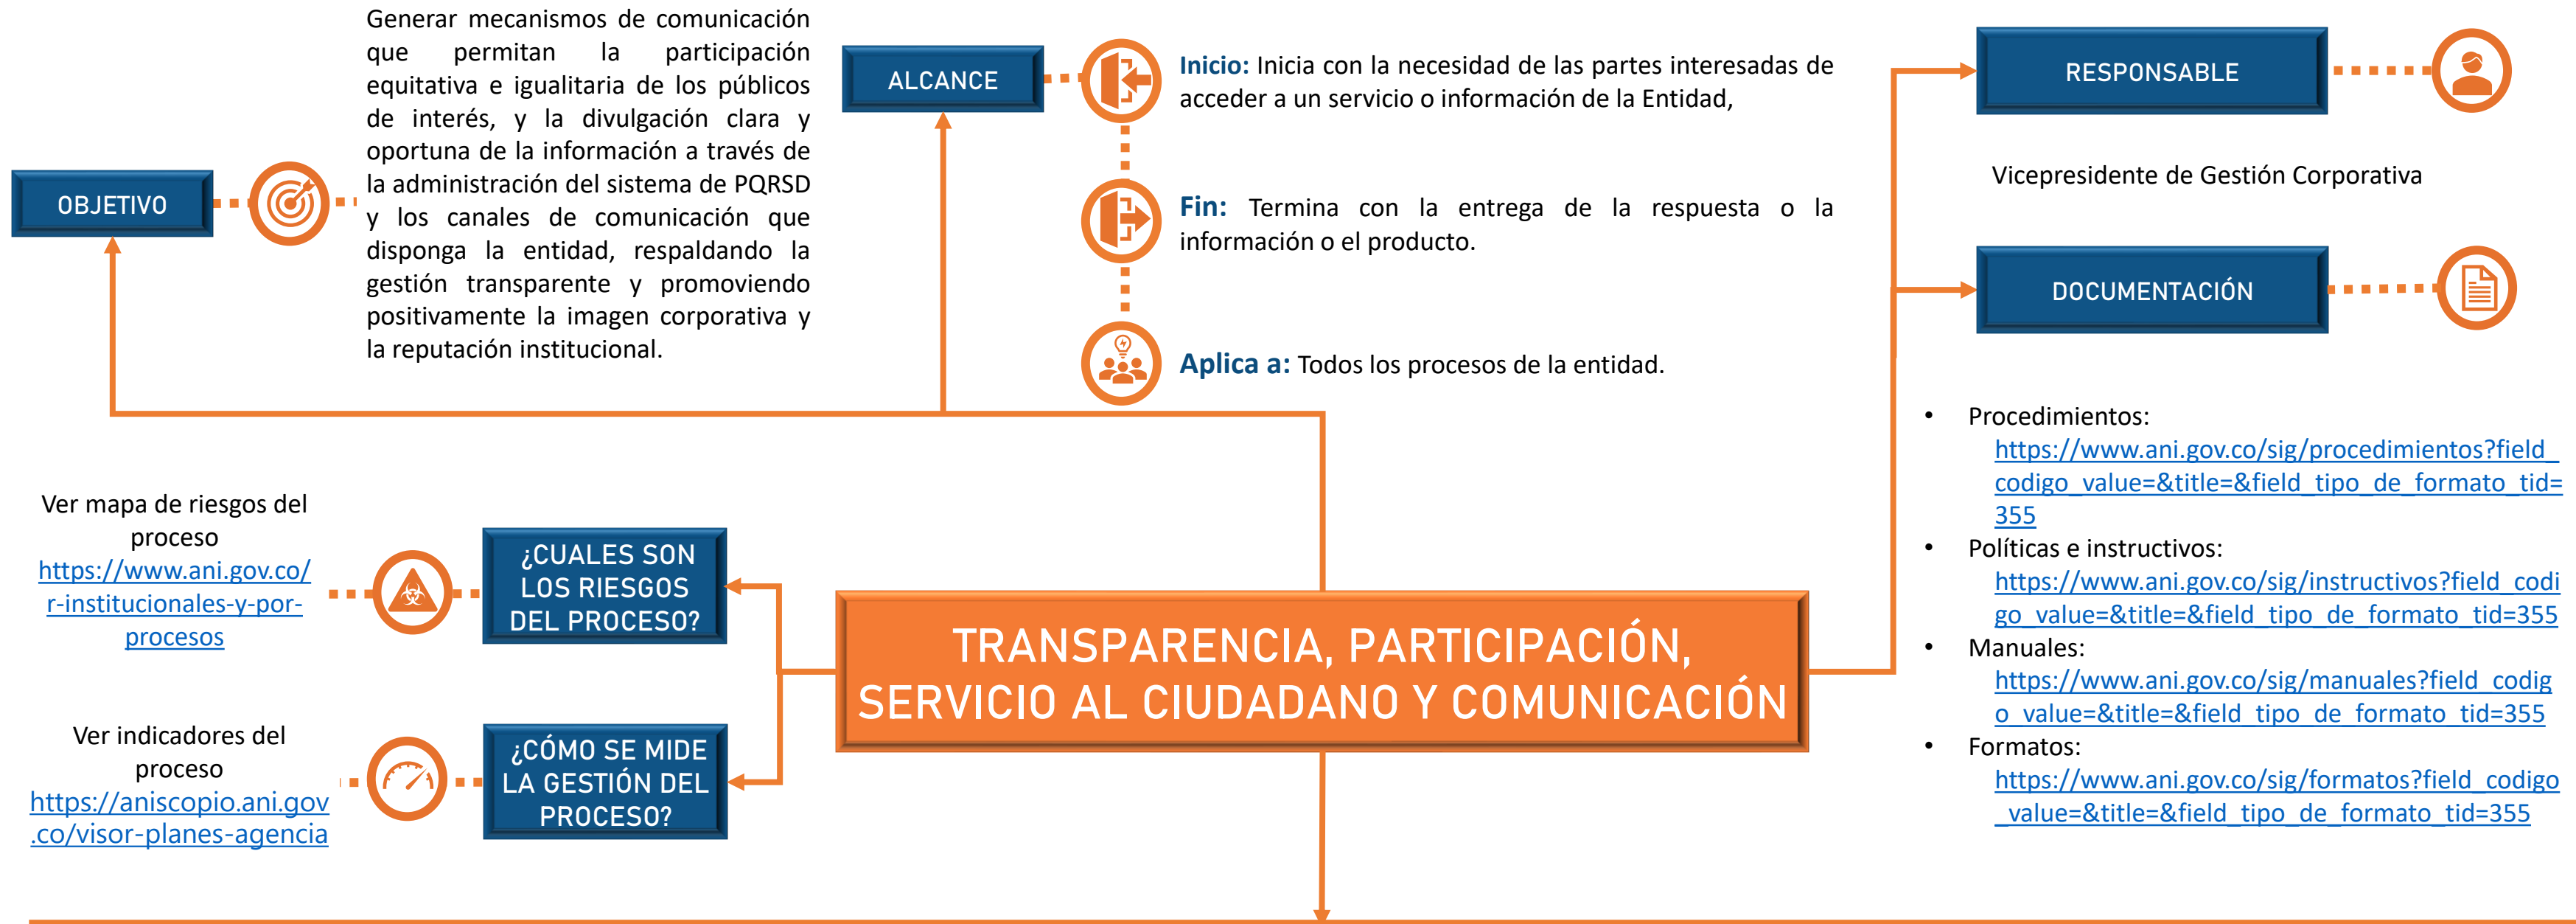 OBJETIVO
Generar mecanismos de comunicación
que permitan la participación
equitativa e igualitaria de los públicos
de interés, y la divulgación clara y
oportuna de la información a través de
la administración del sistema de PQRSD
y los canales de comunicación que
disponga la entidad, respaldando la
gestión transparente y promoviendo
positivamente la imagen corporativa y
la reputación institucional.
ALCANCE
Inicio: Inicia con la necesidad de las partes interesadas de
acceder a un servicio o información de la Entidad,
Fin: Termina con la entrega de la respuesta o la
información o el producto.
Aplica a: Todos los procesos de la entidad.
RESPONSABLE
Vicepresidente de Gestión Corporativa
DOCUMENTACIÓN
• Procedimientos:
https://www.ani.gov.co/sig/procedimientos?field_
codigo_value=&title=&field_tipo_de_formato_tid=
355
• Políticas e instructivos:
https://www.ani.gov.co/sig/instructivos?field_codi
go_value=&title=&field_tipo_de_formato_tid=355
• Manuales:
https://www.ani.gov.co/sig/manuales?field_codig
o_value=&title=&field_tipo_de_formato_tid=355
• Formatos:
https://www.ani.gov.co/sig/formatos?field_codigo
_value=&title=&field_tipo_de_formato_tid=355
Ver mapa de riesgos del
proceso
https://www.ani.gov.co/
r-institucionales-y-por-
procesos
¿CUALES SON
LOS RIESGOS
DEL PROCESO?
TRANSPARENCIA, PARTICIPACIÓN,
SERVICIO AL CIUDADANO Y COMUNICACIÓN
Ver indicadores del
proceso
https://aniscopio.ani.gov
.co/visor-planes-agencia
¿CÓMO SE MIDE
LA GESTIÓN DEL
PROCESO?